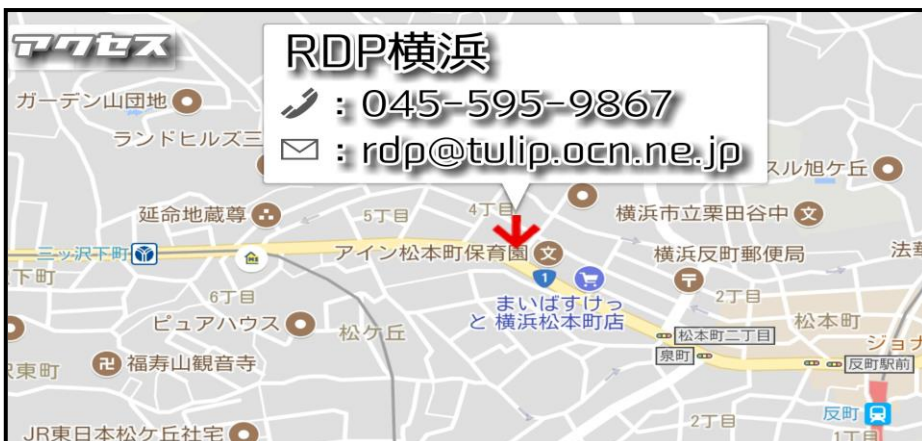 アクセス
RDP横浜
: 045-595-9867
: rdp@tulip.ocn.ne.jp
ガーデン山団地
ランドヒルズ三
スル旭ケ丘
延命地蔵尊
5丁目
4丁目
横浜市立栗田谷中
三ッ沢下町
アイン松本町保育園
横浜反町郵便局
法華
下町
6丁目
1
まいばすけっ
と 横浜松本町店
2丁目
ピュアハウス
松ケ丘
松本町二丁目
松本町
ジョナ
泉町
反町駅前
東町
福寿山観音寺
2丁目
反町
JR東日本松ケ丘社宅
1丁目